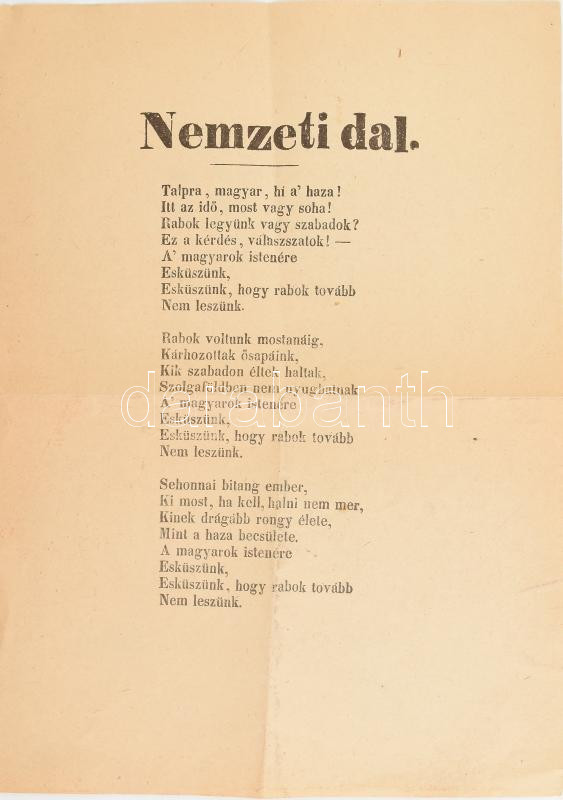 Nemzeti dal.
Talpra, magyar, hí a' haza!
Itt az idő, most vagy soha!
Rabok legyünk vagy szabadok?
Ez a kérdés, válaszszatok! —
A' magyarok istenére
Esküszünk,
Esküszünk, hogy rabok tovább
Nem leszünk.
Rabok voltunk mostanáig,
Kárhozottak ősapáink,
Kik szabadon éltek haltak,
Szolgaföldben nem nyughatnak
A' magyarok istenére
Esküszünk,
Esküszünk, hogy rabok tovább
Nem leszünk.
Sehonnai bitang ember,
Ki most, ha kell, halni nem mer,
Kinek drágább rongy élete,
Mint a haza becsülete.
A magyarok istenére
Esküszünk,
Esküszünk, hogy rabok tovább
Nem leszünk.
darabanth